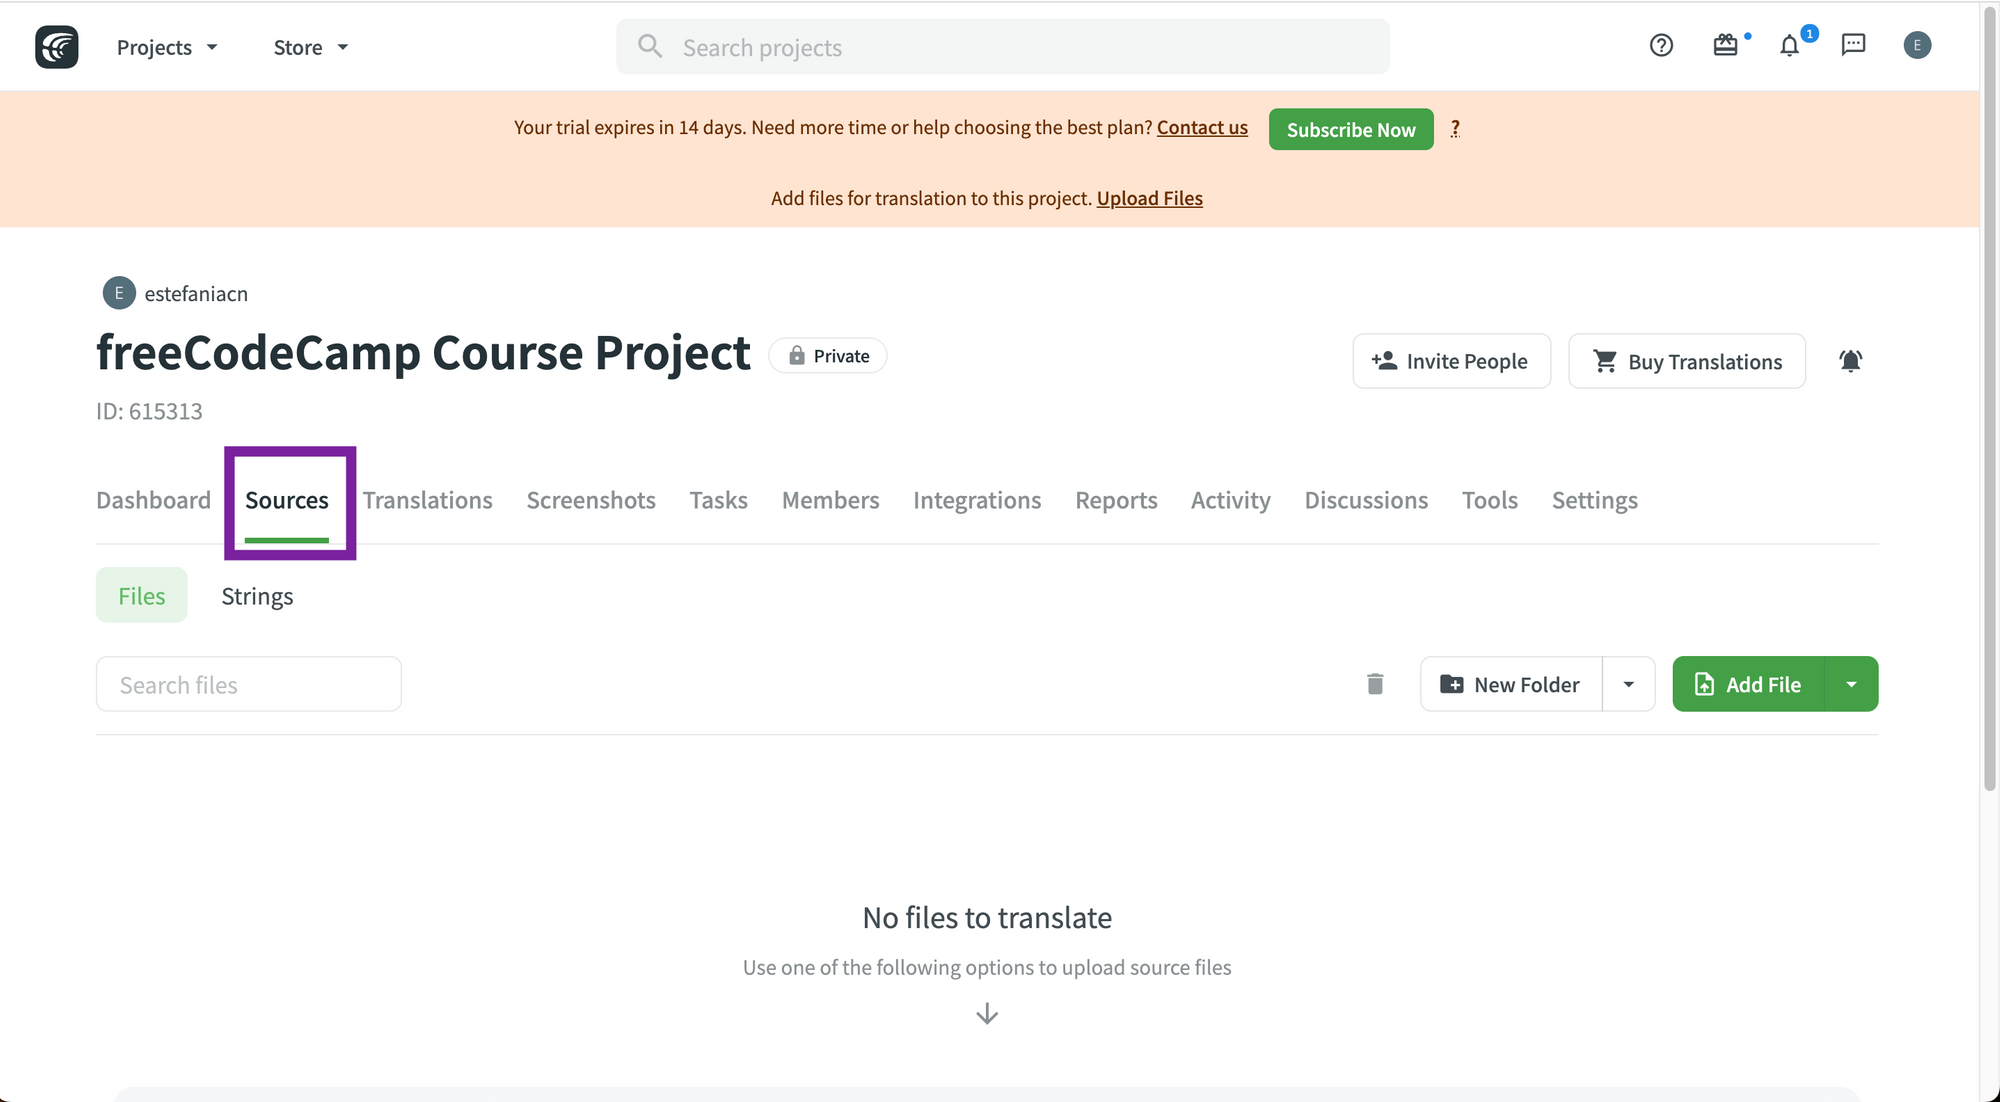 Projects Store Search projects 1 E
Your trial expires in 14 days. Need more time or help choosing the best plan? Contact us Subscribe Now ?
Add files for translation to this project. Upload Files
E estefaniacn
freeCodeCamp Course Project Private Invite People Buy Translations
ID: 615313
Dashboard Sources Translations Screenshots Tasks Members Integrations Reports Activity Discussions Tools Settings
Files Strings
Search files New Folder Add File
No files to translate
Use one of the following options to upload source files